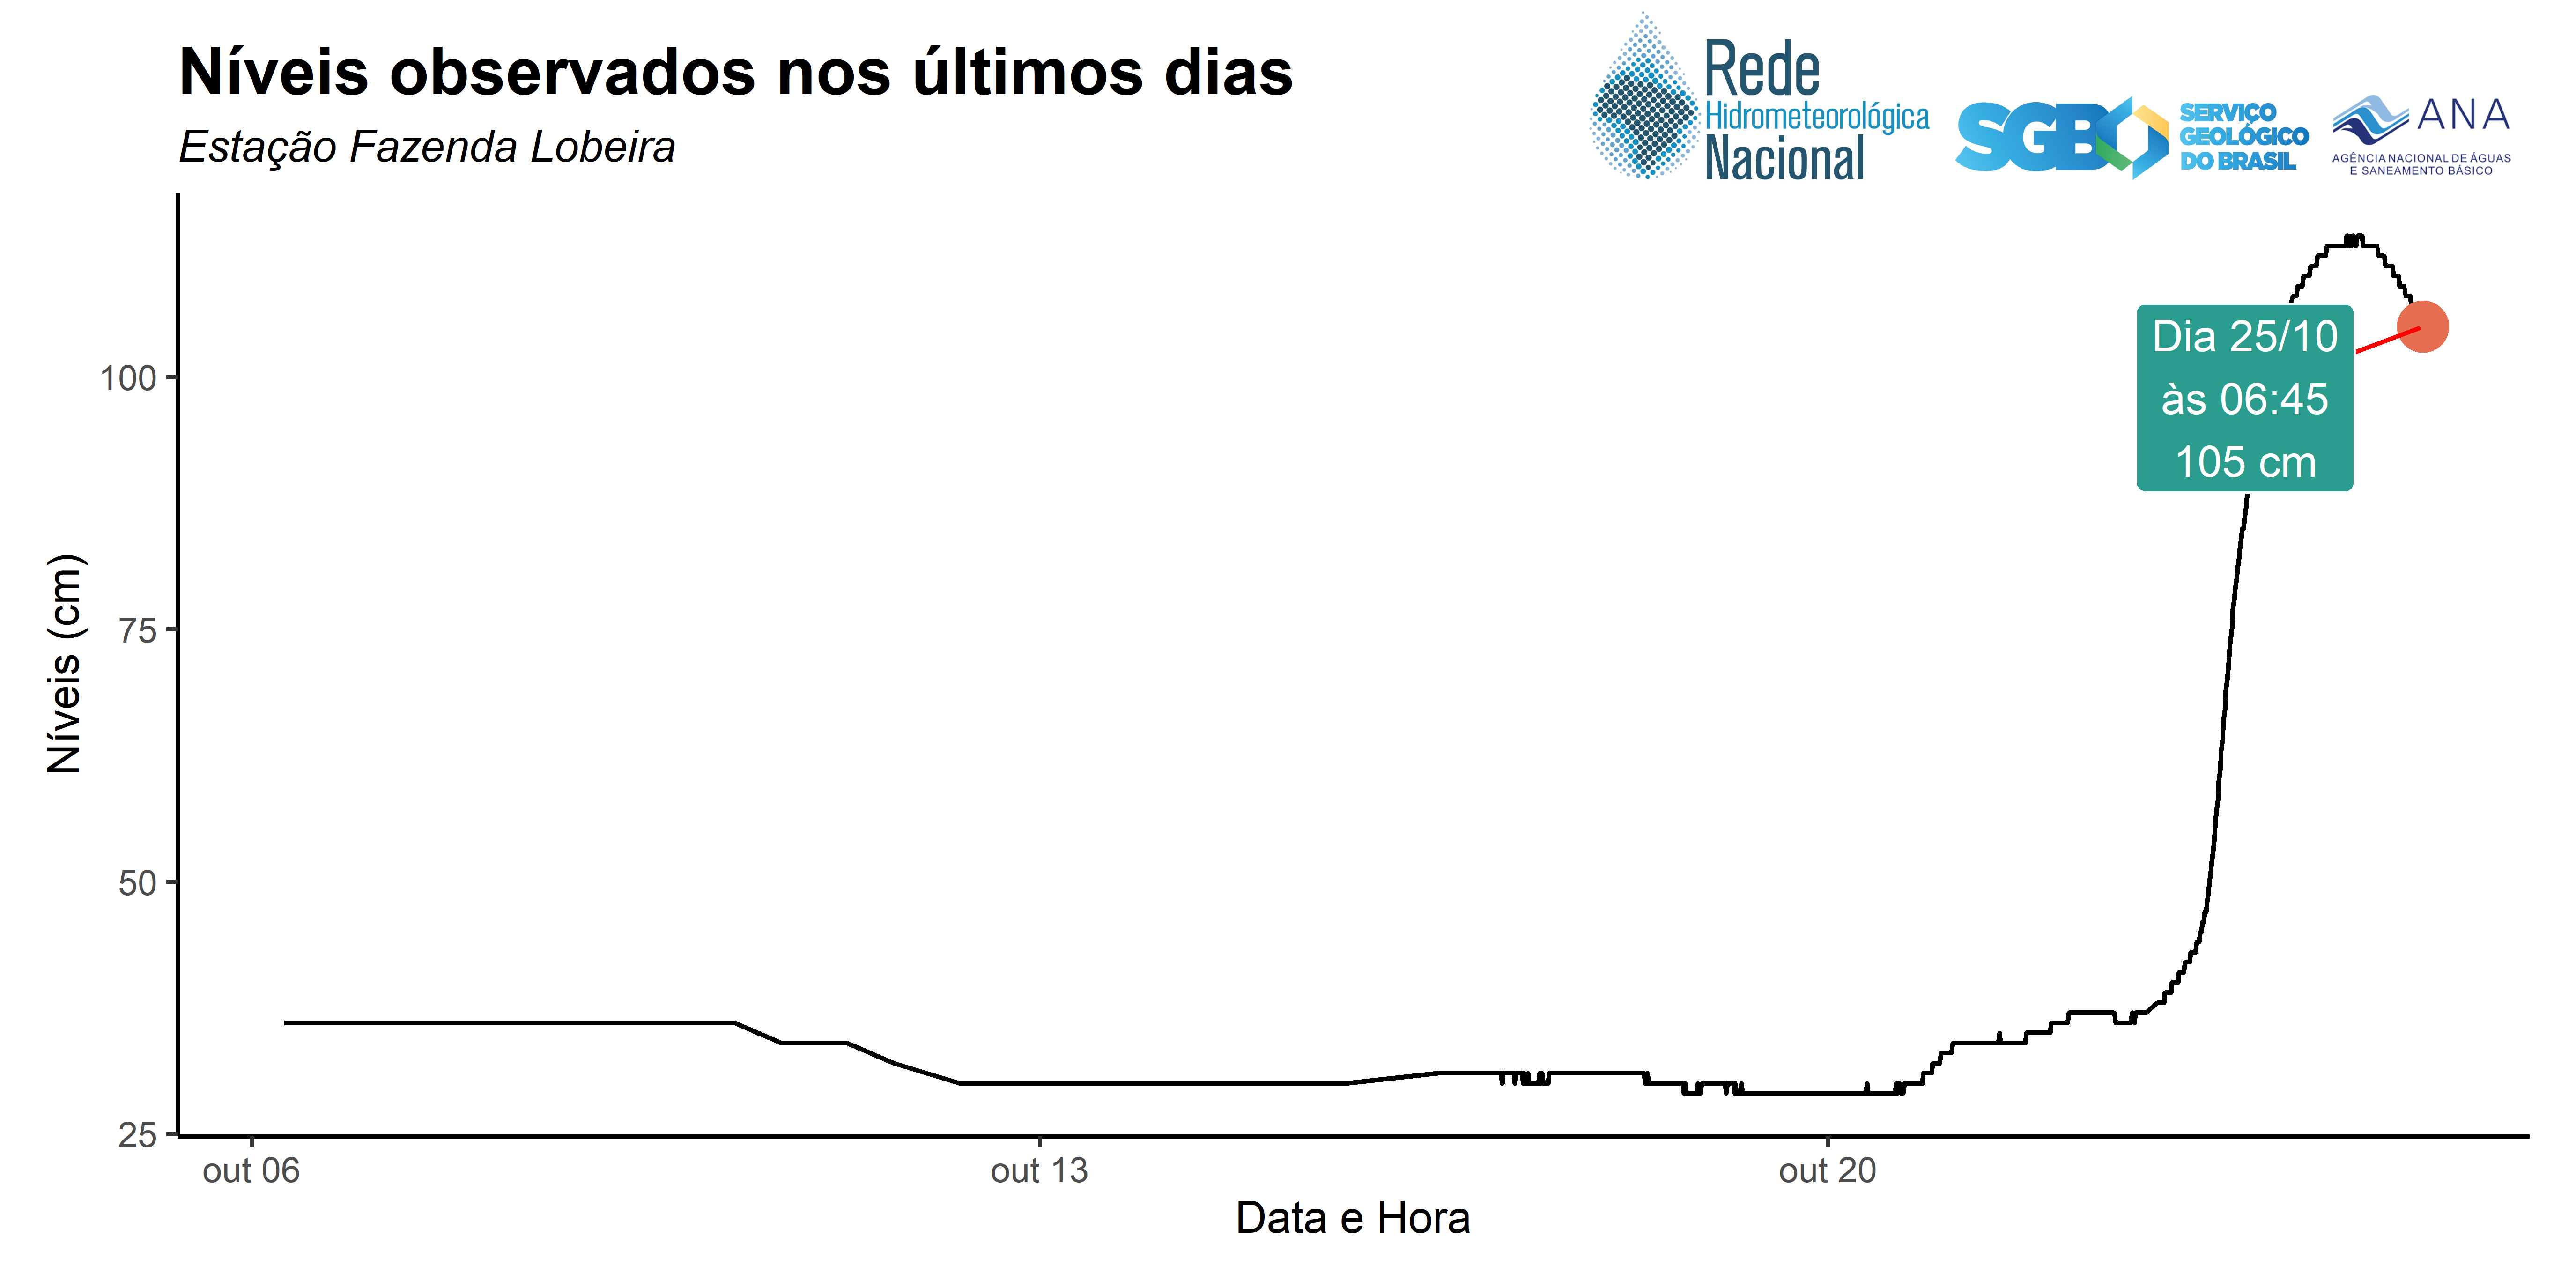 Níveis observados nos últimos dias
Estação Fazenda Lobeira
Rede
Hidrometeorológica
Nacional
SGB
SERVIÇO
GEOLÓGICO
DO BRASIL
ANA
AGÊNCIA NACIONAL DE ÁGUAS
E SANEAMENTO BÁSICO
Níveis (cm)
100
75
50
25
Dia 25/10
às 06:45
105 cm
out 06
out 13
out 20
Data e Hora